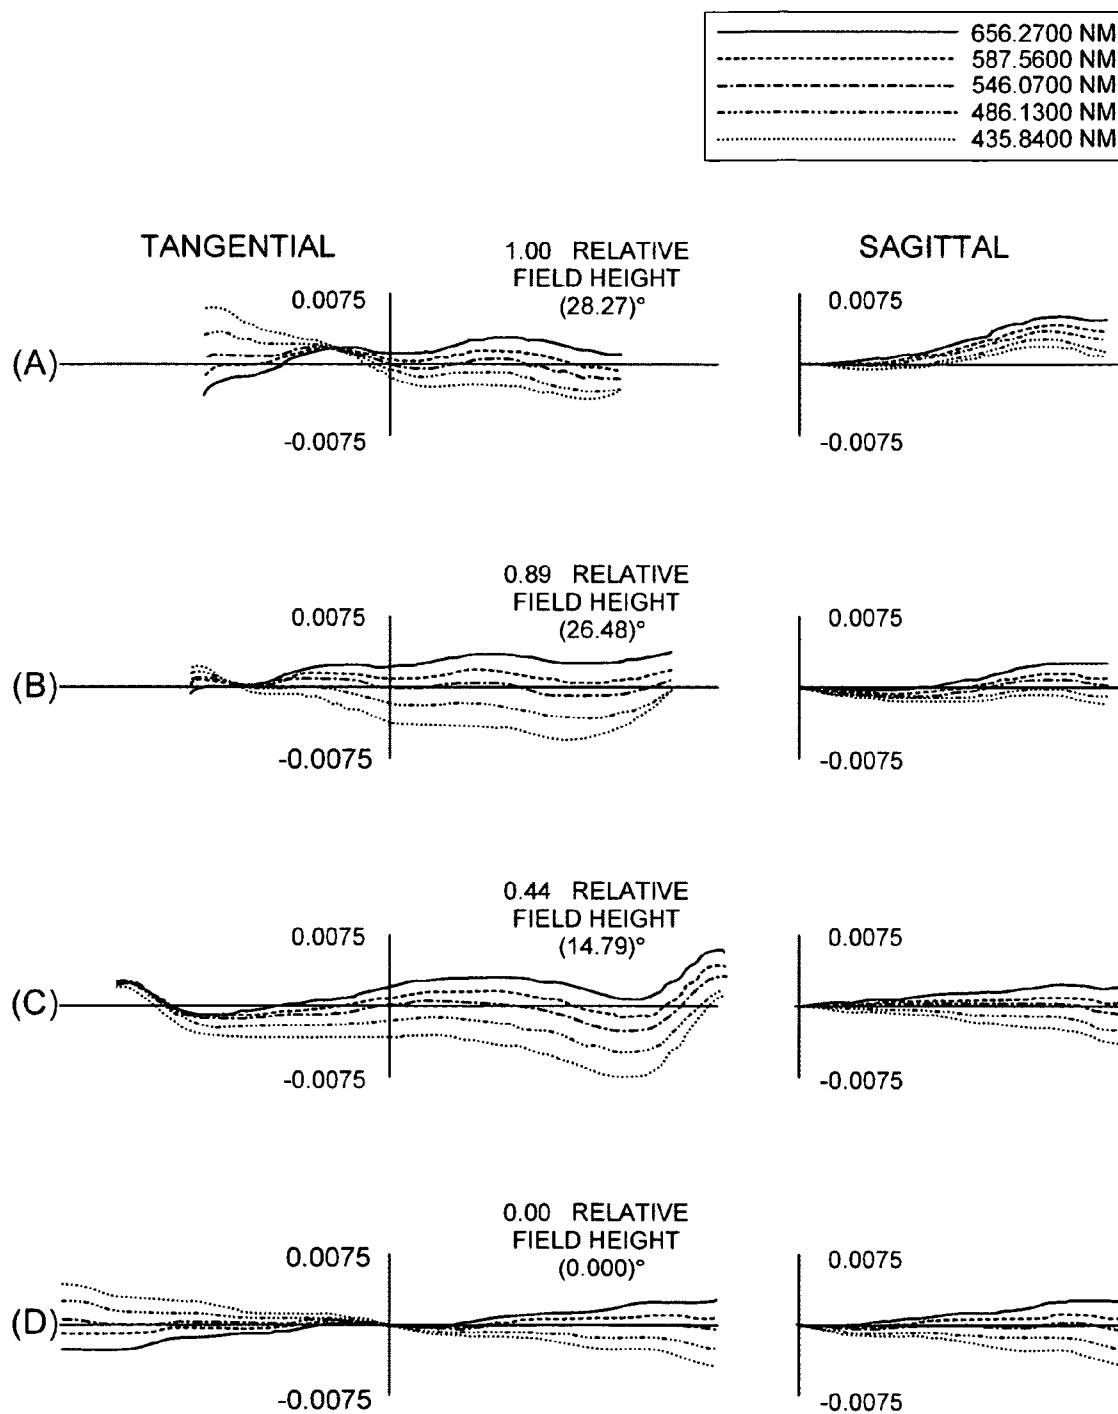 656.2700 NM
587.5600 NM
546.0700 NM
486.1300 NM
435.8400 NM
TANGENTIAL
1.00 RELATIVE
FIELD HEIGHT
(28.27)°
SAGITTAL
0.0075
0.0075
(A)
-0.0075
-0.0075
0.89 RELATIVE
FIELD HEIGHT
(26.48)°
0.0075
0.0075
(B)
-0.0075
-0.0075
0.44 RELATIVE
FIELD HEIGHT
(14.79)°
0.0075
0.0075
(C)
-0.0075
-0.0075
0.00 RELATIVE
FIELD HEIGHT
(0.000)°
0.0075
0.0075
(D)
-0.0075
-0.0075